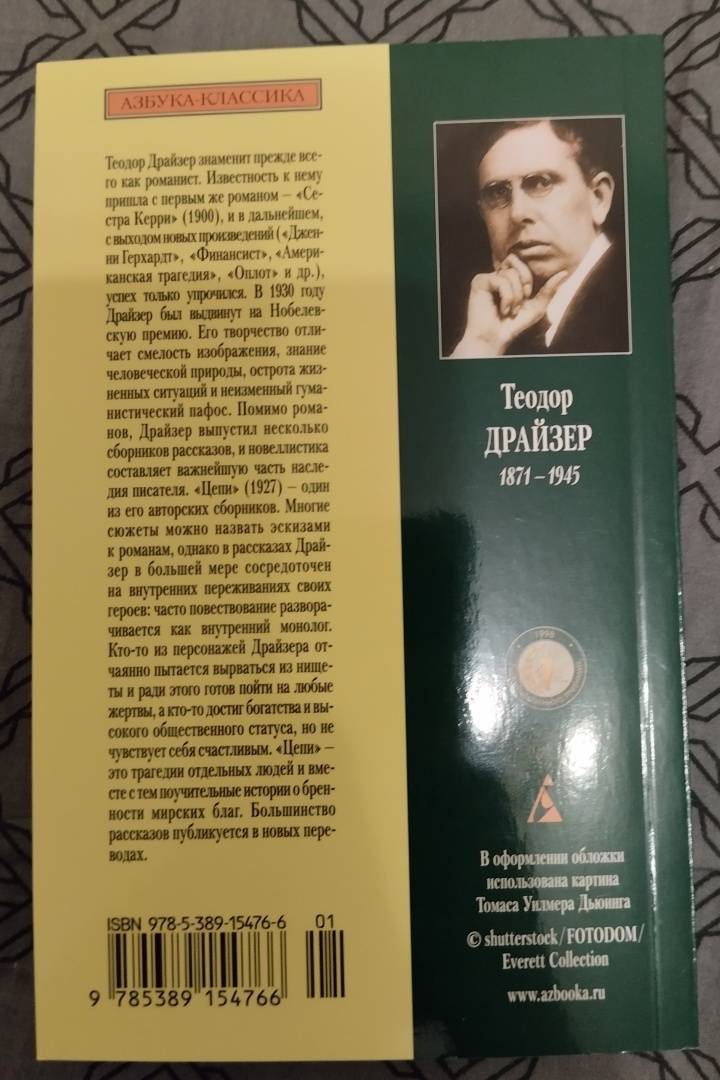 АЗБУКА-КЛАССИКА
Теодор Драйзер знаменит прежде все-
го как романист. Известность к нему
пришла с первым же романом – «Се-
стра Керри» (1900), и в дальнейшем,
с выходом новых произведений («Джен-
ни Герхардт», «Финансист», «Амери-
канская трагедия», «Оплот» и др.),
успех только упрочился. В 1930 году
Драйзер был выдвинут на Нобелев-
скую премию. Его творчество отли-
чает смелость изображения, знание
человеческой природы, острота жиз-
ненных ситуаций и неизменный гума-
нистический пафос. Помимо рома-
нов, Драйзер выпустил несколько
сборников рассказов, и новеллистика
составляет важнейшую часть насле-
дия писателя. «Цепи» (1927) – один
из его авторских сборников. Многие
сюжеты можно назвать эскизами
к романам, однако в рассказах Драй-
зер в большей мере сосредоточен
на внутренних переживаниях своих
героев: часто повествование развора-
чивается как внутренний монолог.
Кто-то из персонажей Драйзера от-
чаянно пытается вырваться из нище-
ты и ради этого готов пойти на любые
жертвы, а кто-то достиг богатства и вы-
сокого общественного статуса, но не
чувствует себя счастливым. «Цепи» –
это трагедии отдельных людей и вме-
сте с тем поучительные истории о брен-
ности мирских благ. Большинство
рассказов публикуется в новых пере-
водах.
ISBN 978-5-389-15476-6 01
9 785389 154766
Теодор
ДРАЙЗЕР
1871 – 1945
1998
В оформлении обложки
использована картина
Томаса Уилмера Дьюинга
© shutterstock/FOTODOM/
Everett Collection
www.azbooka.ru